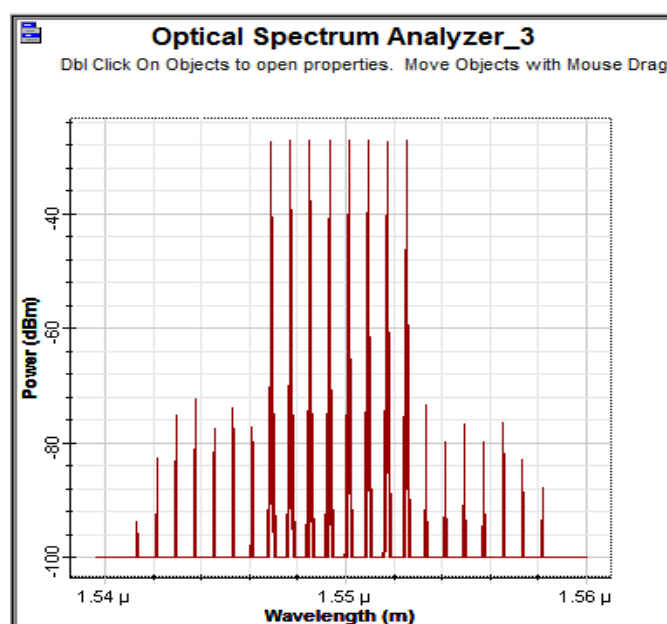 Optical Spectrum Analyzer_3
Dbl Click On Objects to open properties. Move Objects with Mouse Drag
Power (dBm)
-40
-60
-80
-100
1.54 µ
1.55 µ
1.56 µ
Wavelength (m)